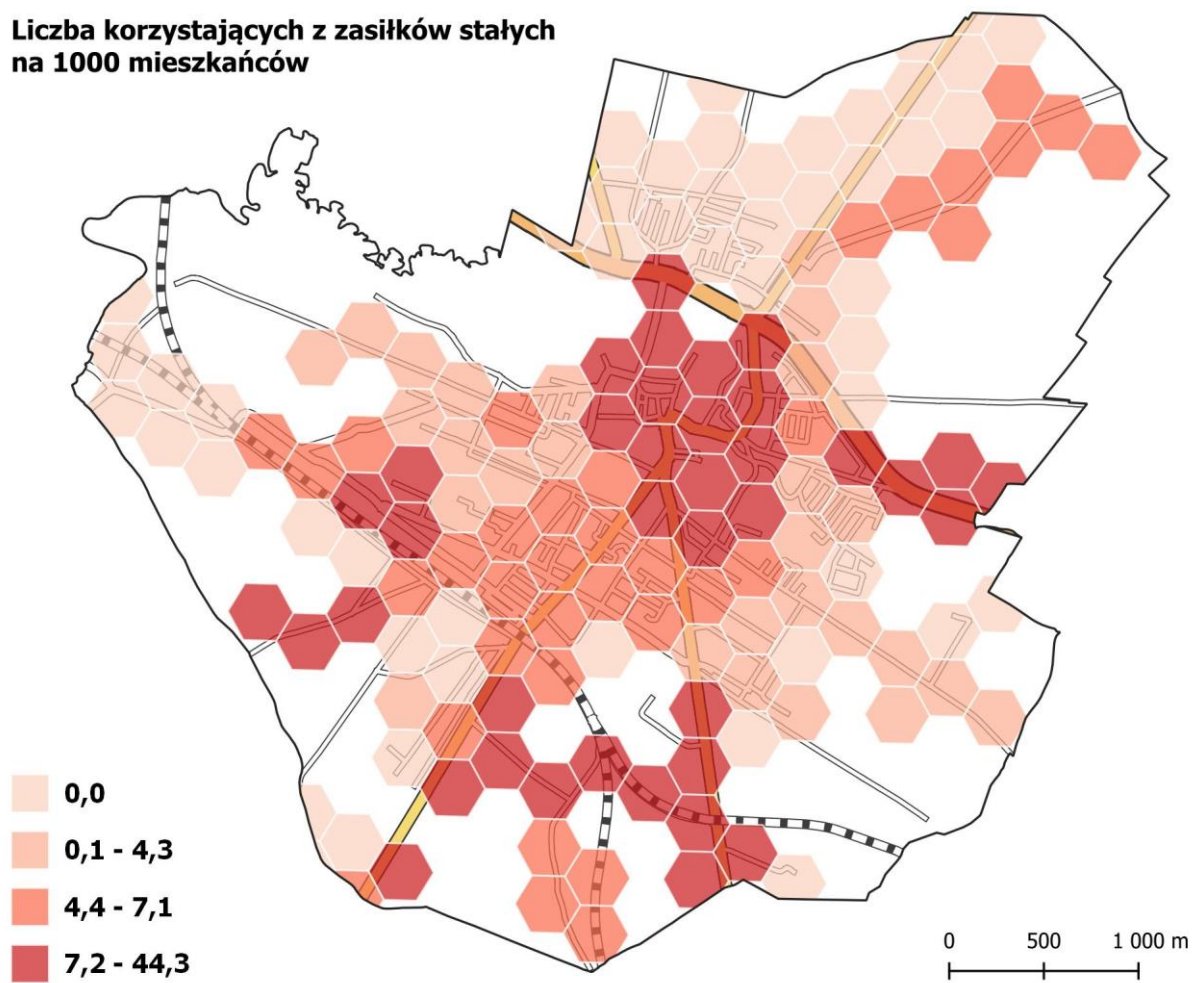 Liczba korzystających z zasiłków stałych
na 1000 mieszkańców
0,0
0,1 - 4,3
4,4 - 7,1
7,2 - 44,3
0 500 1 000 m